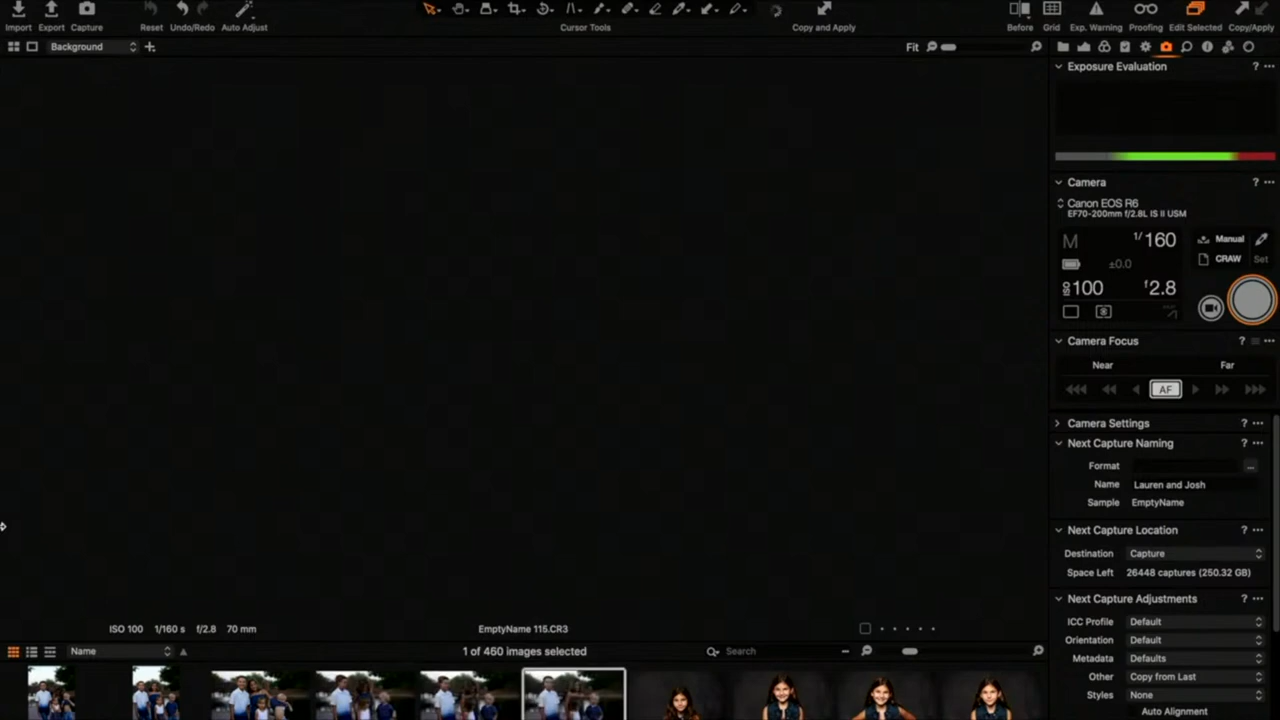 Import Export Capture Reset Undo/Redo Auto Adjust Cursor Tools Copy and Apply Before Grid Exp. Warning Proofing Edit Selected Copy/Apply
Background Fit
Exposure Evaluation ?
Camera ?
Canon EOS R6
EF70-200mm f/2.8L IS II USM
M 1/160 Manual
±0.0 CRAW Set
ISO 100 f2.8
Camera Focus ?
Near Far
AF
Camera Settings ?
Next Capture Naming ?
Format
Name Lauren and Josh
Sample EmptyName
Next Capture Location ?
Destination Capture
Space Left 26448 captures (250.32 GB)
Next Capture Adjustments ?
ICC Profile Default
Orientation Default
Metadata Defaults
Other Copy from Last
Styles None
Auto Alignment
ISO 100 1/160 s f/2.8 70 mm EmptyName 115.CR3
Name 1 of 460 images selected Search